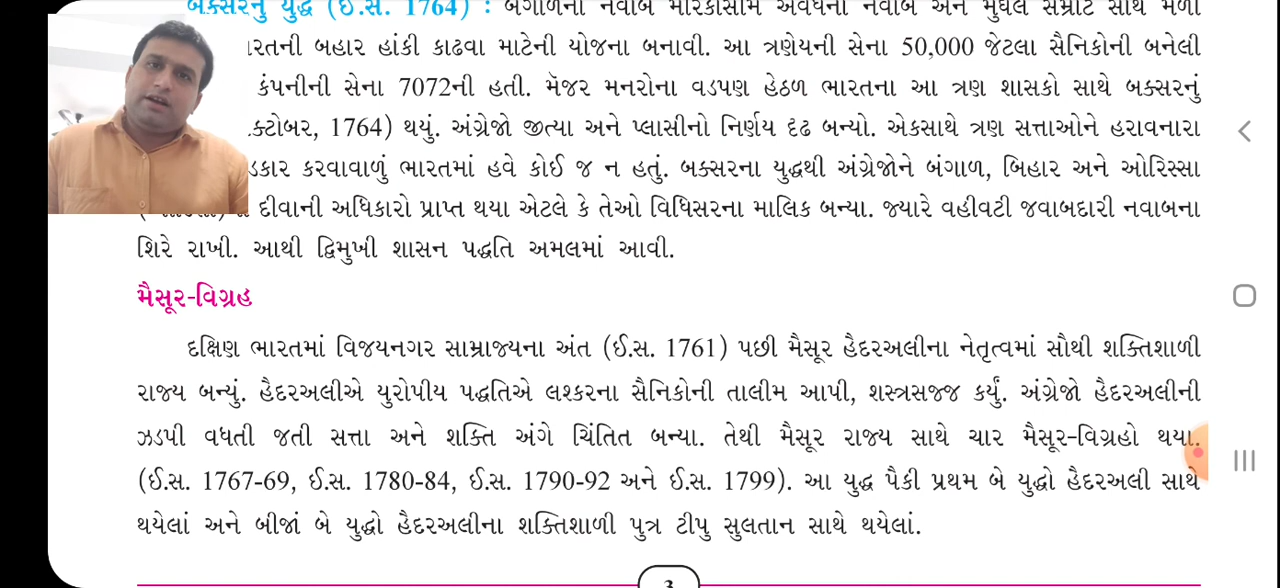 બક્સરનું યુદ્ધ (ઈ.સ. 1764) : બંગાળના નવાબ મીરકાસીમે અવધના નવાબ અને મુઘલ સમ્રાટ સાથે મળી
બહાર હાંકી કાઢવા માટેની યોજના બનાવી. આ ત્રણેયની સેના 50,000 જેટલા સૈનિકોની બનેલી
કંપનીની સેના 7072ની હતી. મૅજર મનરોના વડપણ હેઠળ ભારતના આ ત્રણ શાસકો સાથે બક્સરનું
1764) થયું. અંગ્રેજો જીત્યા અને પ્લાસીનો નિર્ણય દૃઢ બન્યો. એકસાથે ત્રણ સત્તાઓને હરાવનારા
કરવાવાળું ભારતમાં હવે કોઈ જ ન હતું. બક્સરના યુદ્ધથી અંગ્રેજોને બંગાળ, બિહાર અને ઓરિસ્સા
દીવાની અધિકારો પ્રાપ્ત થયા એટલે કે તેઓ વિધિસરના માલિક બન્યા. જ્યારે વહીવટી જવાબદારી નવાબના
શિરે રાખી. આથી દ્વિમુખી શાસન પદ્ધતિ અમલમાં આવી.
મૈસૂર-વિગ્રહ
દક્ષિણ ભારતમાં વિજયનગર સામ્રાજ્યના અંત (ઈ.સ. 1761) પછી મૈસૂર હૈદરઅલીના નેતૃત્વમાં સૌથી શક્તિશાળી
રાજ્ય બન્યું. હૈદરઅલીએ યુરોપીય પદ્ધતિએ લશ્કરના સૈનિકોની તાલીમ આપી, શસ્ત્રસજ્જ કર્યું. અંગ્રેજો હૈદરઅલીની
ઝડપી વધતી જતી સત્તા અને શક્તિ અંગે ચિંતિત બન્યા. તેથી મૈસૂર રાજ્ય સાથે ચાર મૈસૂર-વિગ્રહો થયા.
(ઈ.સ. 1767-69, ઈ.સ. 1780-84, ઈ.સ. 1790-92 અને ઈ.સ. 1799). આ યુદ્ધ પૈકી પ્રથમ બે યુદ્ધો હૈદરઅલી સાથે
થયેલાં અને બીજાં બે યુદ્ધો હૈદરઅલીના શક્તિશાળી પુત્ર ટીપુ સુલતાન સાથે થયેલાં.
3